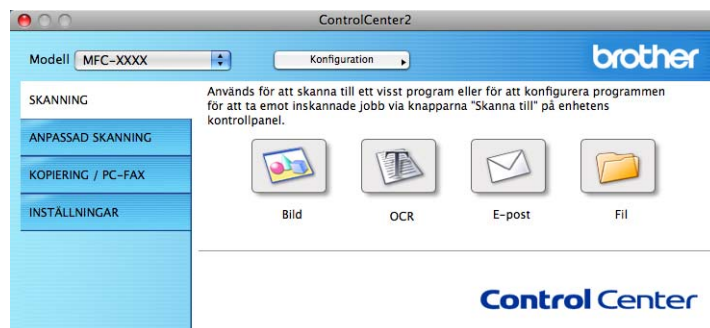 ControlCenter2
Modell MFC-XXXX Konfiguration brother
SKANNING
Används för att skanna till ett visst program eller för att konfigurera programmen
för att ta emot inskannade jobb via knapparna "Skanna till" på enhetens
kontrollpanel.
ANPASSAD SKANNING
KOPIERING / PC-FAX
INSTÄLLNINGAR
Bild OCR E-post Fil
Control Center